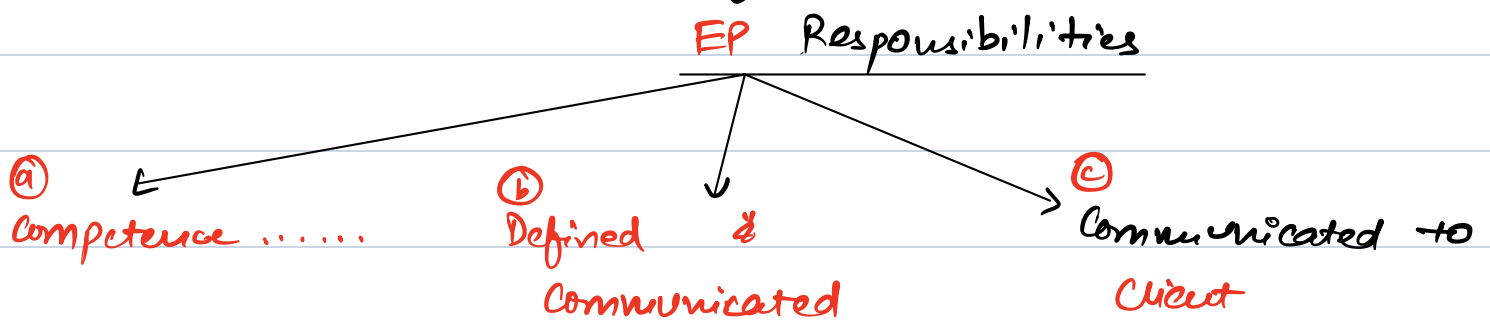 EP Responsibilities
ⓐ
Competence ......
ⓑ
Defined &
Communicated
ⓒ
Communicated to
Client